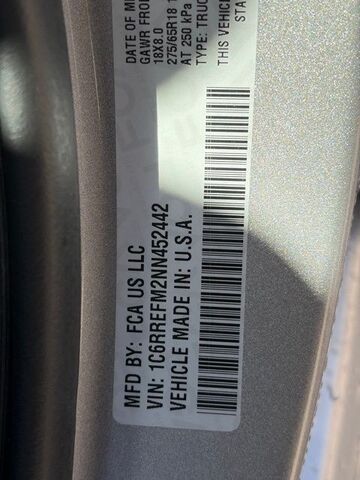 MFD BY: FCA US LLC
VIN: 1C6RREFM2NN452442
VEHICLE MADE IN: U.S.A.
DATE OF
GAWR
18X8.0
275/65R18
AT 250 kPa
TYPE: TRUC
THIS VEHIC
STA